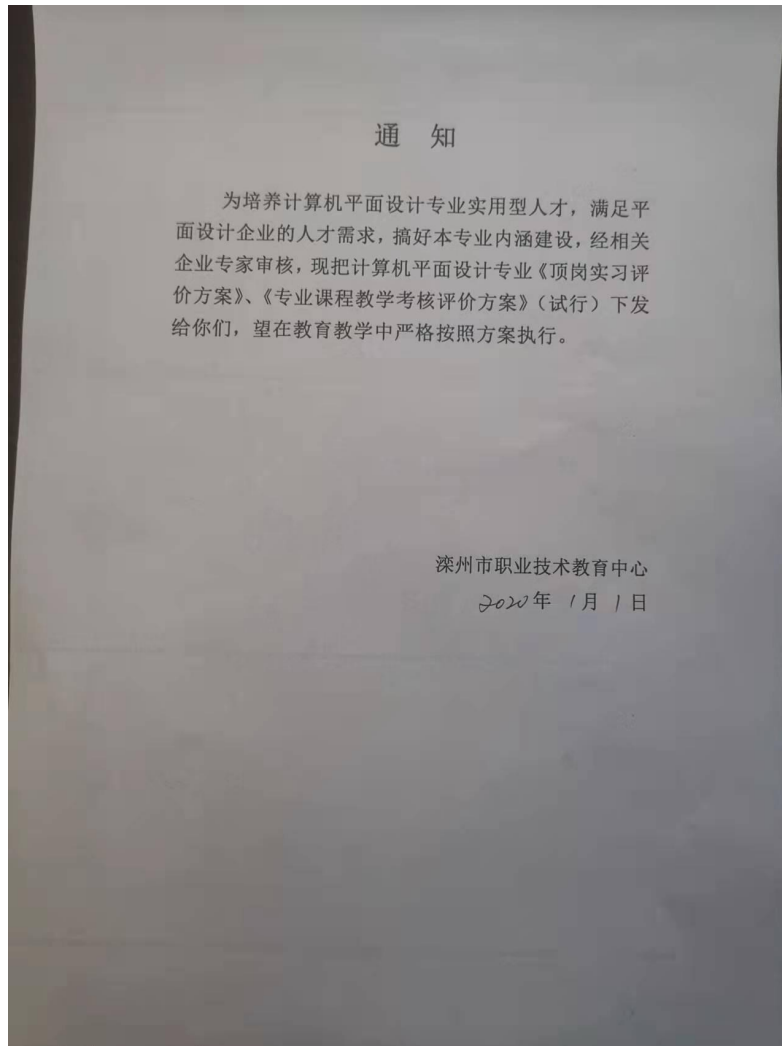 通 知
为培养计算机平面设计专业实用型人才，满足平
面设计企业的人才需求，搞好本专业内涵建设，经相关
企业专家审核，现把计算机平面设计专业《顶岗实习评
价方案》、《专业课程教学考核评价方案》（试行）下发
给你们，望在教育教学中严格按照方案执行。
滦州市职业技术教育中心
2020年 1月 1日